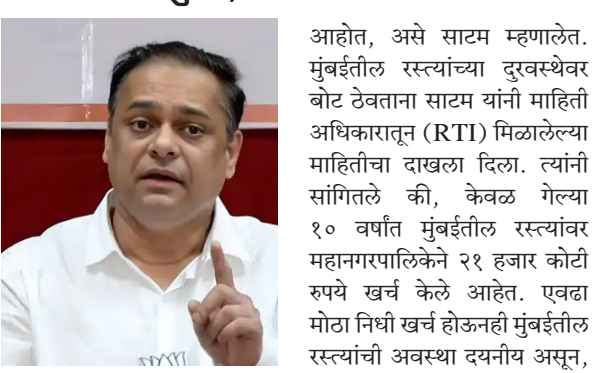 आहोत, असे साटम म्हणालेत.
मुंबईतील रस्त्यांच्या दुरवस्थेवर
बोट ठेवताना साटम यांनी माहिती
अधिकारातून (RTI) मिळालेल्या
माहितीचा दाखला दिला. त्यांनी
सांगितले की, केवळ गेल्या
१० वर्षांत मुंबईतील रस्त्यांवर
महानगरपालिकेने २१ हजार कोटी
रुपये खर्च केले आहेत. एवढा
मोठा निधी खर्च होऊनही मुंबईतील
रस्त्यांची अवस्था दयनीय असून,